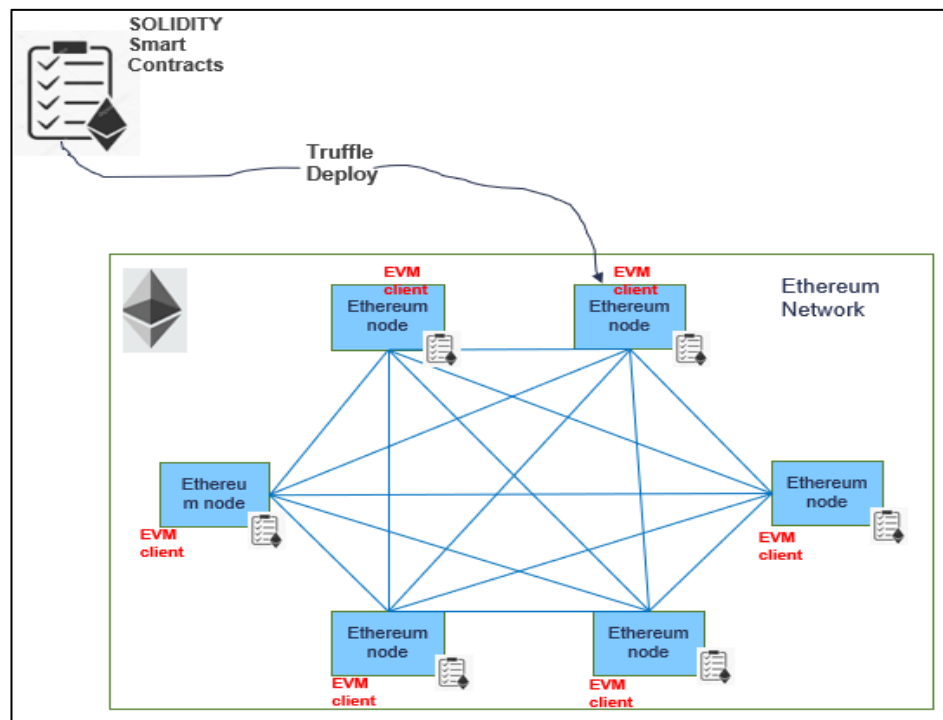 SOLIDITY
Smart
Contracts
Truffle
Deploy
Ethereum
Network
EVM
client
Ethereum
node
EVM
client
Ethereum
node
Ethereu
m node
EVM
client
Ethereum
node
EVM
client
Ethereum
node
EVM
client
Ethereum
node
EVM
client